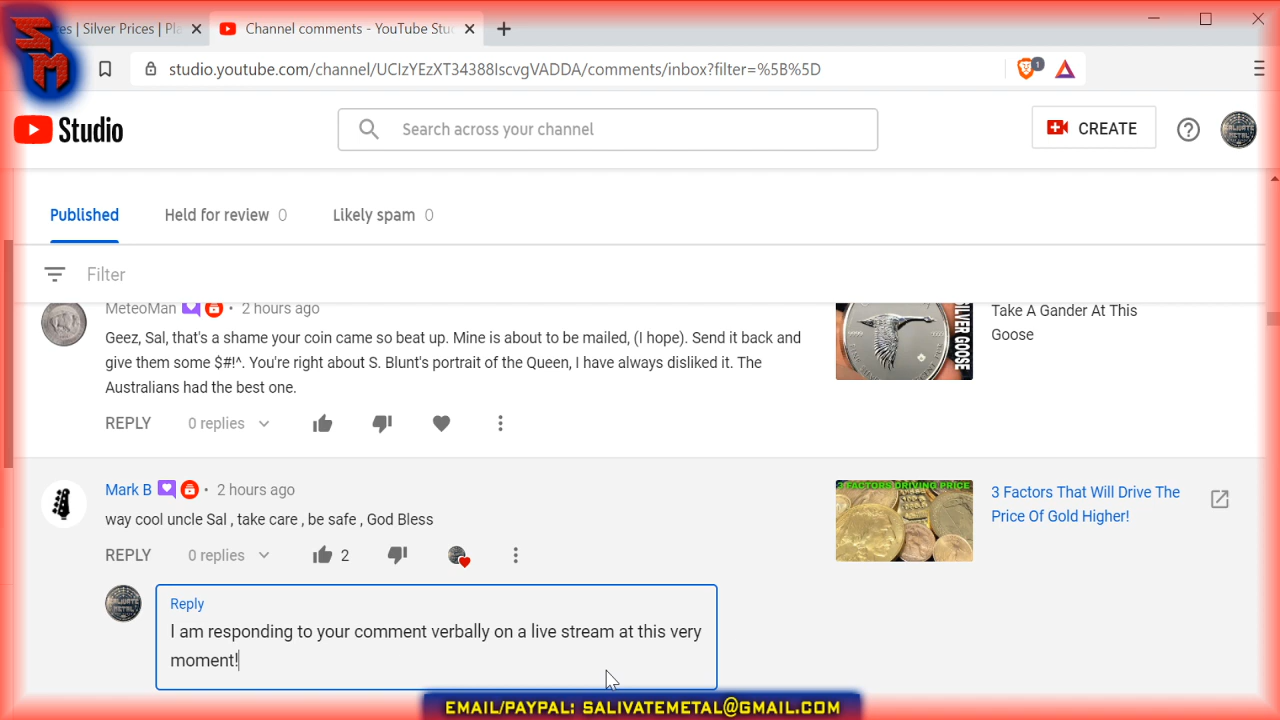 SM
es | Silver Prices | Pla
Channel comments - YouTube Stu
studio.youtube.com/channel/UCIzYEzXT34388IscvgVADDA/comments/inbox?filter=%5B%5D
1
Studio
Search across your channel
CREATE
Published
Held for review 0
Likely spam 0
Filter
MeteoMan • 2 hours ago
Geez, Sal, that's a shame your coin came so beat up. Mine is about to be mailed, (I hope). Send it back and
give them some $#!^. You're right about S. Blunt's portrait of the Queen, I have always disliked it. The
Australians had the best one.
REPLY 0 replies
SILVER GOOSE
Take A Gander At This
Goose
Mark B • 2 hours ago
way cool uncle Sal , take care , be safe , God Bless
REPLY 0 replies 2
3 FACTORS DRIVING PRICE
3 Factors That Will Drive The
Price Of Gold Higher!
Reply
I am responding to your comment verbally on a live stream at this very
moment!
EMAIL/PAYPAL: SALIVATEMETAL@GMAIL.COM